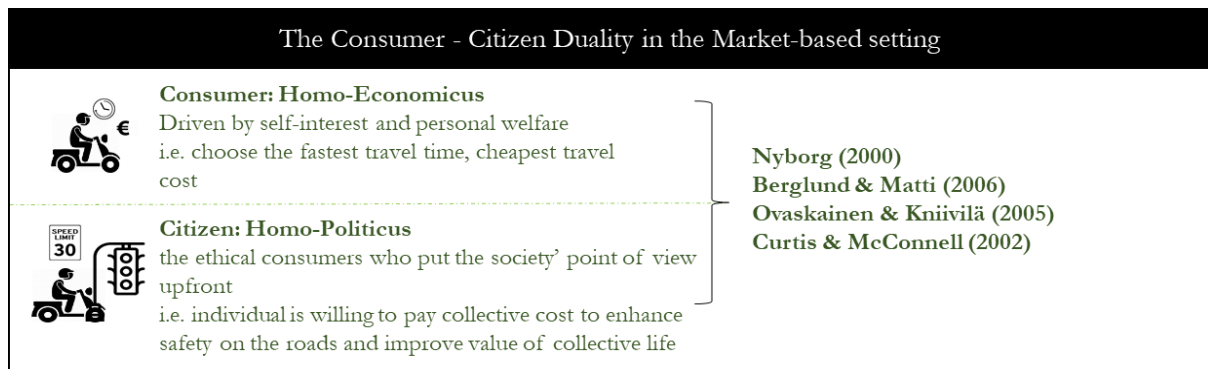 The Consumer - Citizen Duality in the Market-based setting
Consumer: Homo-Economicus
Driven by self-interest and personal welfare
i.e. choose the fastest travel time, cheapest travel
cost
€
Citizen: Homo-Politicus
the ethical consumers who put the society' point of view
upfront
i.e. individual is willing to pay collective cost to enhance
safety on the roads and improve value of collective life
SPEED
LIMIT
30
Nyborg (2000)
Berglund & Matti (2006)
Ovaskainen & Kniivilä (2005)
Curtis & McConnell (2002)